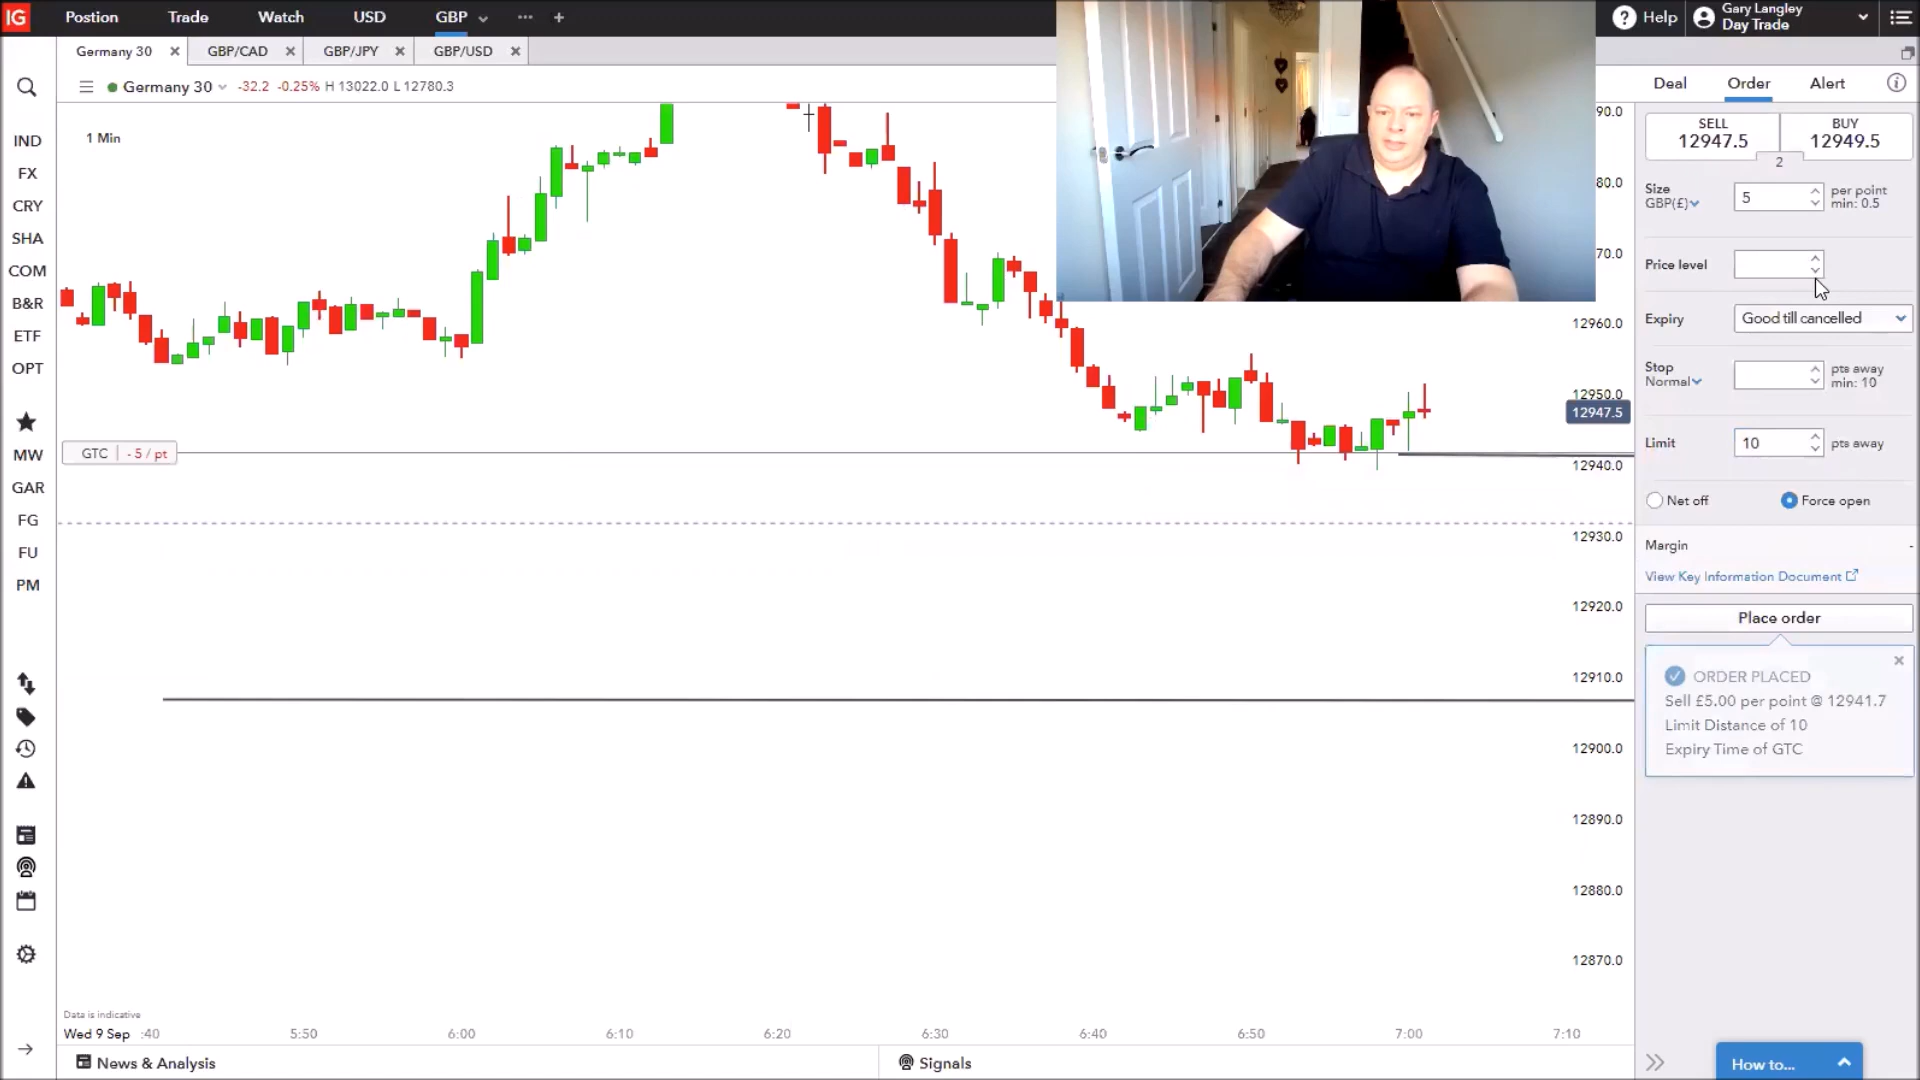 IG
Postion
Trade
Watch
USD
GBP
Help
Gary Langley
Day Trade
Germany 30
GBP/CAD
GBP/JPY
GBP/USD
Germany 30 -32.2 -0.25% H 13022.0 L 12780.3
1 Min
IND
FX
CRY
SHA
COM
B&R
ETF
OPT
MW
GAR
FG
FU
PM
GTC - 5 / pt
90.0
80.0
70.0
12960.0
12950.0
12947.5
12940.0
12930.0
12920.0
12910.0
12900.0
12890.0
12880.0
12870.0
Data is indicative
Wed 9 Sep :40 5:50 6:00 6:10 6:20 6:30 6:40 6:50 7:00 7:10
News & Analysis
Signals
Deal
Order
Alert
SELL
12947.5
BUY
12949.5
2
Size
GBP(£)
5
per point
min: 0.5
Price level
Expiry
Good till cancelled
Stop
Normal
pts away
min: 10
Limit
10
pts away
Net off
Force open
Margin
-
View Key Information Document
Place order
ORDER PLACED
Sell £5.00 per point @ 12941.7
Limit Distance of 10
Expiry Time of GTC
How to...